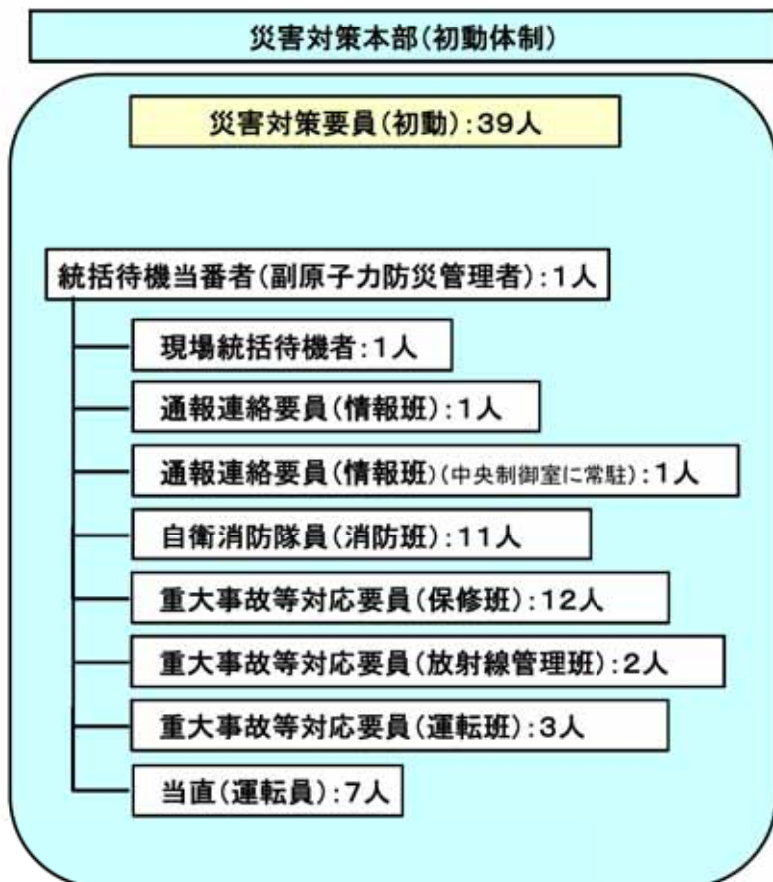 災害対策本部(初動体制)
災害対策要員(初動):39人
統括待機当番者(副原子力防災管理者):1人
現場統括待機者:1人
通報連絡要員(情報班):1人
通報連絡要員(情報班)(中央制御室に常駐):1人
自衛消防隊員(消防班):11人
重大事故等対応要員(保修班):12人
重大事故等対応要員(放射線管理班):2人
重大事故等対応要員(運転班):3人
当直(運転員):7人